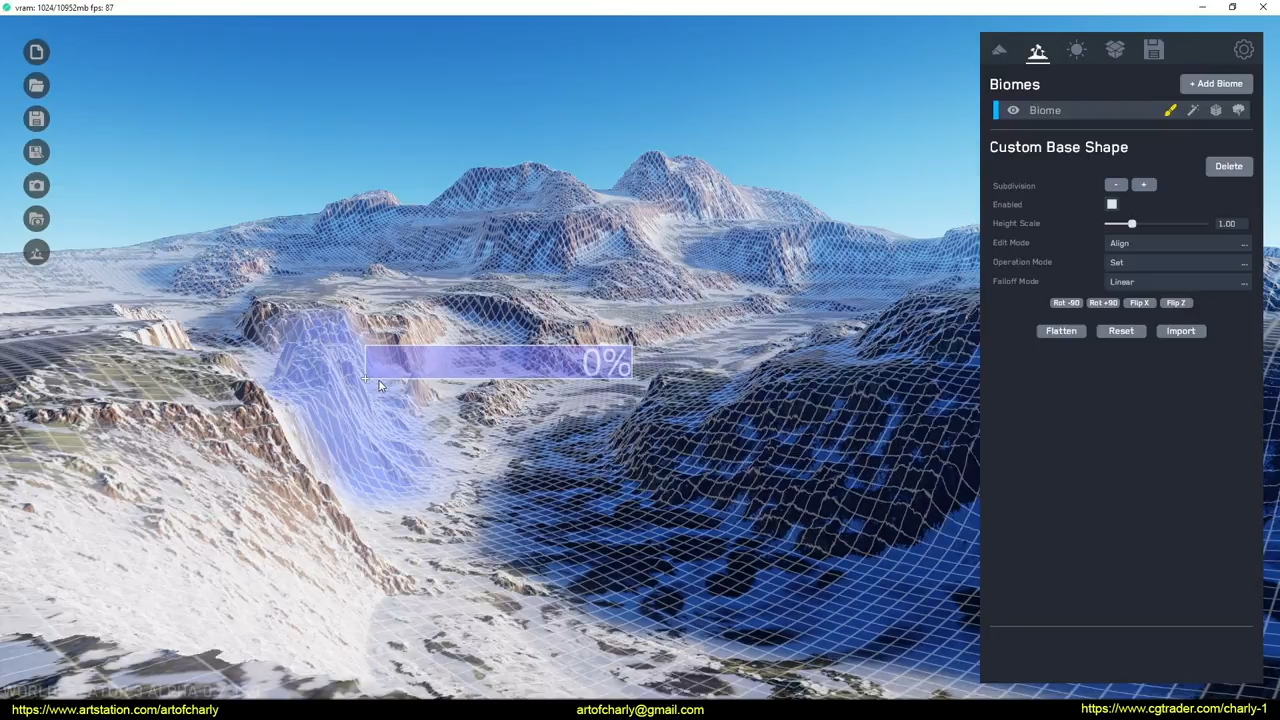 vram: 1024/10952mb fps: 87
Biomes
+ Add Biome
Biome
Custom Base Shape
Delete
Subdivision
-
+
Enabled
Height Scale
1.00
Edit Mode
Align
...
Operation Mode
Set
...
Falloff Mode
Linear
...
Rot -90
Rot +90
Flip X
Flip Z
Flatten
Reset
Import
0%
https://www.artstation.com/artofcharly
artofcharly@gmail.com
https://www.cgtrader.com/charly-1